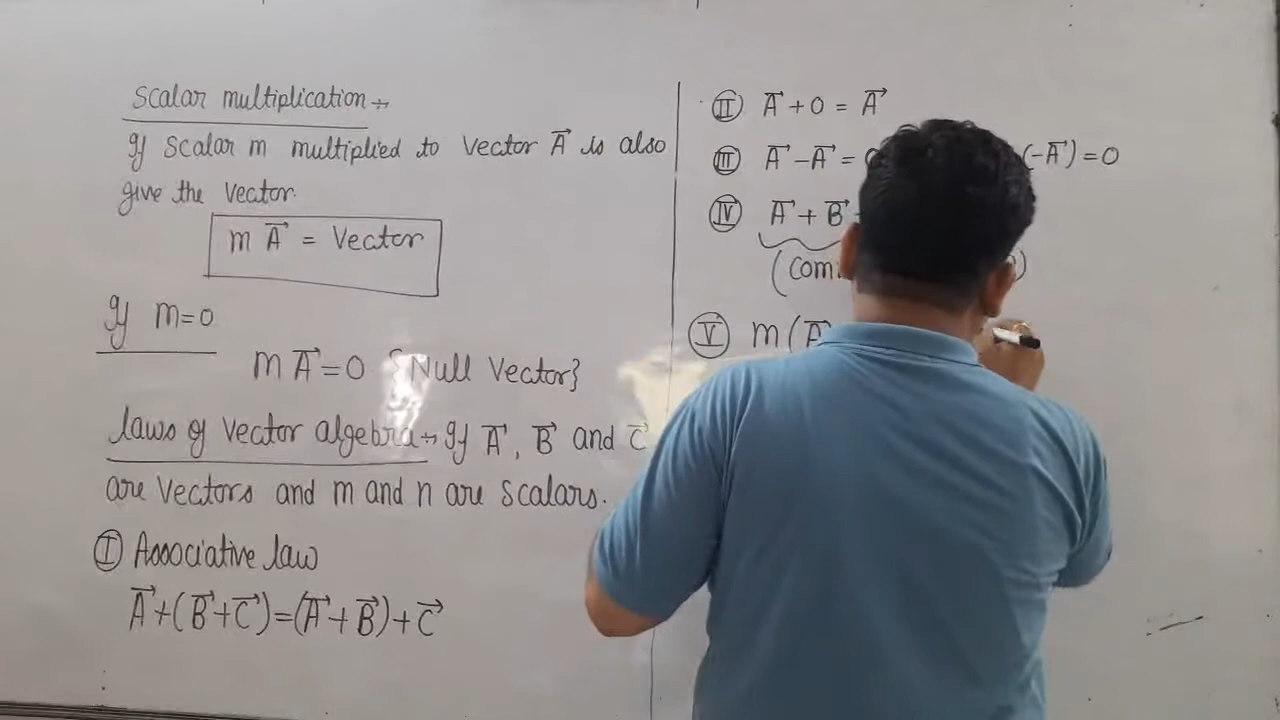 Scalar multiplication →
If Scalar m multiplied to Vector A⃗ is also
give the Vector.
m A⃗ = Vector
If m=0
m A⃗ = 0 {Null Vector}
laws of Vector algebra → If A⃗, B⃗ and C⃗
are Vectors and m and n are Scalars.
Ⓘ Associative law
A⃗+(B⃗+C⃗)=(A⃗+B⃗)+C⃗
Ⅱ A⃗ + 0 = A⃗
Ⅲ A⃗ - A⃗ = (-A⃗) = 0
Ⅳ A⃗ + B⃗
Ⅴ m(A⃗